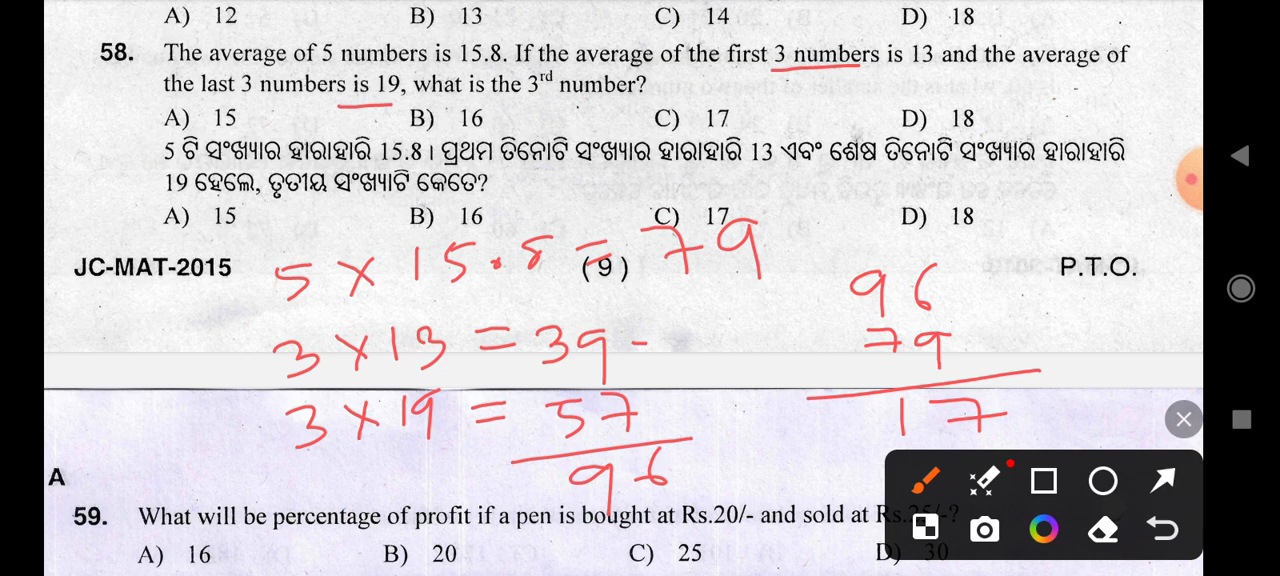 A) 12 B) 13 C) 14 D) 18
58. The average of 5 numbers is 15.8. If the average of the first 3 numbers is 13 and the average of
the last 3 numbers is 19, what is the 3rd number?
A) 15 B) 16 C) 17 D) 18
5 ଟି ସଂଖ୍ୟାର ହାରାହାରି 15.8। ପ୍ରଥମ ତିନୋଟି ସଂଖ୍ୟାର ହାରାହାରି 13 ଏବଂ ଶେଷ ତିନୋଟି ସଂଖ୍ୟାର ହାରାହାରି
19 ହେଲେ, ତୃତୀୟ ସଂଖ୍ୟାଟି କେତେ?
A) 15 B) 16 C) 17 D) 18
5 × 15.8 = 79
JC-MAT-2015 (9) P.T.O.
96
3 × 13 = 39 -
79
3 × 19 = 57
17
96
A
59. What will be percentage of profit if a pen is bought at Rs.20/- and sold at Rs.25/-?
A) 16 B) 20 C) 25 D) 30